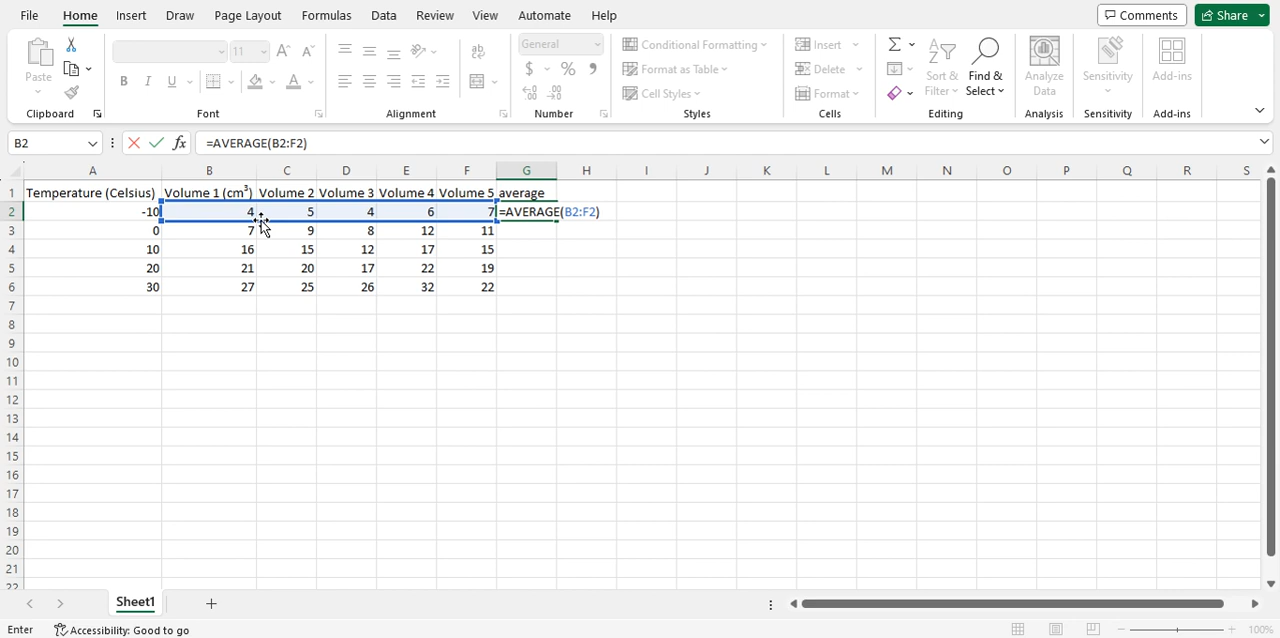 File Home Insert Draw Page Layout Formulas Data Review View Automate Help Comments Share
11 A A ab General Conditional Formatting Insert Σ
Paste Format as Table Delete Sort & Filter Find & Select Analyze Data Sensitivity Add-ins
B I U A $ % 9 Cell Styles Format
Clipboard Font Alignment Number Styles Cells Editing Analysis Sensitivity Add-ins
B2 fx =AVERAGE(B2:F2)
A B C D E F G H I J K L M N O P Q R S
1 Temperature (Celsius) Volume 1 (cm³) Volume 2 Volume 3 Volume 4 Volume 5 average
2 -10 4 5 4 6 7 =AVERAGE(B2:F2)
3 0 7 9 8 12 11
4 10 16 15 12 17 15
5 20 21 20 17 22 19
6 30 27 25 26 32 22
7
8
9
10
11
12
13
14
15
16
17
18
19
20
21
22
Sheet1
Enter Accessibility: Good to go 100%